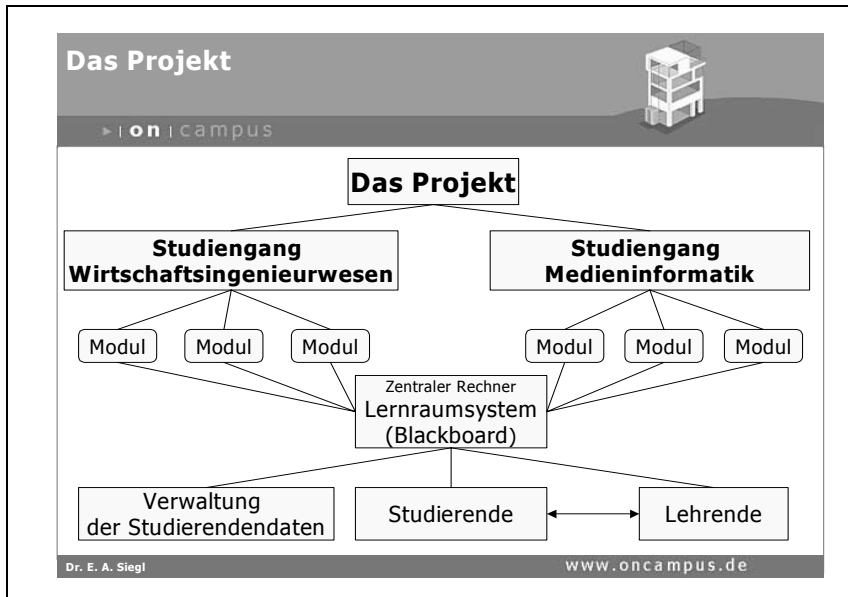 Das Projekt
on campus
Das Projekt
Studiengang
Wirtschaftsingenieurwesen
Studiengang
Medieninformatik
Modul Modul Modul Modul Modul Modul
Zentraler Rechner
Lernraumsystem
(Blackboard)
Verwaltung
der Studierendendaten
Studierende
Lehrende
Dr. E. A. Siegl
www.oncampus.de